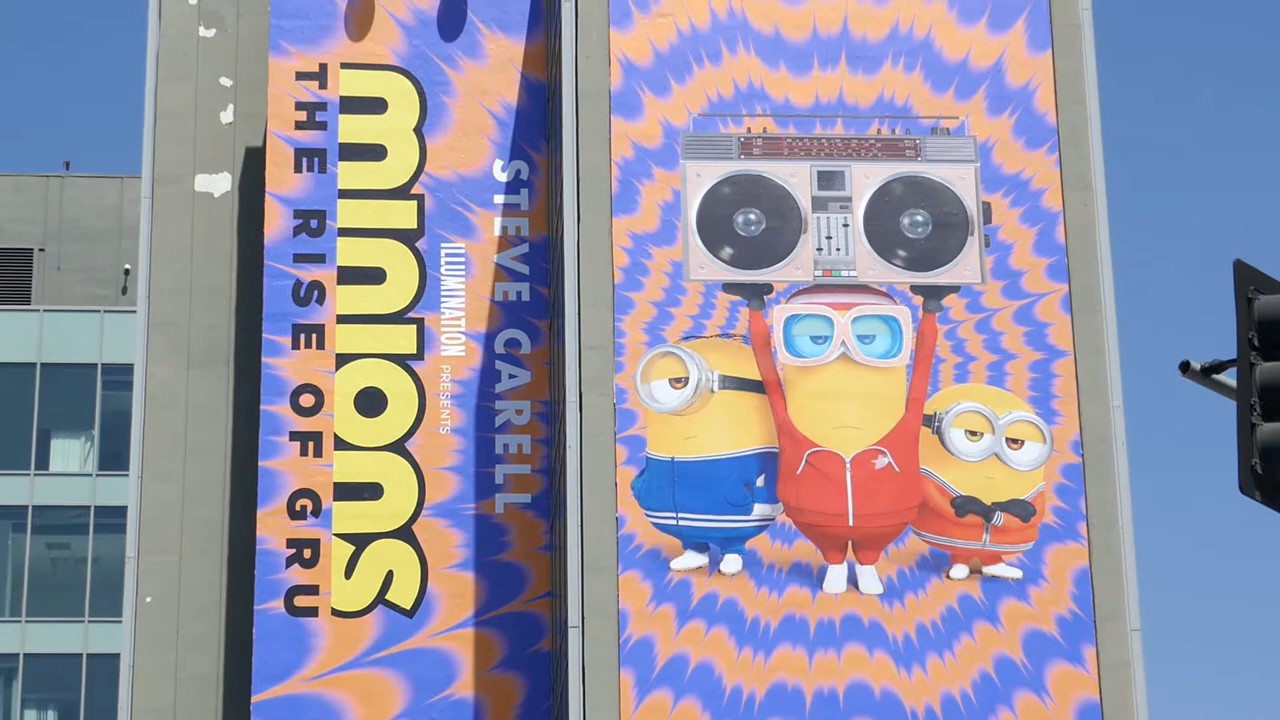 STEVE CARELL
ILLUMINATION PRESENTS
minions
THE RISE OF GRU